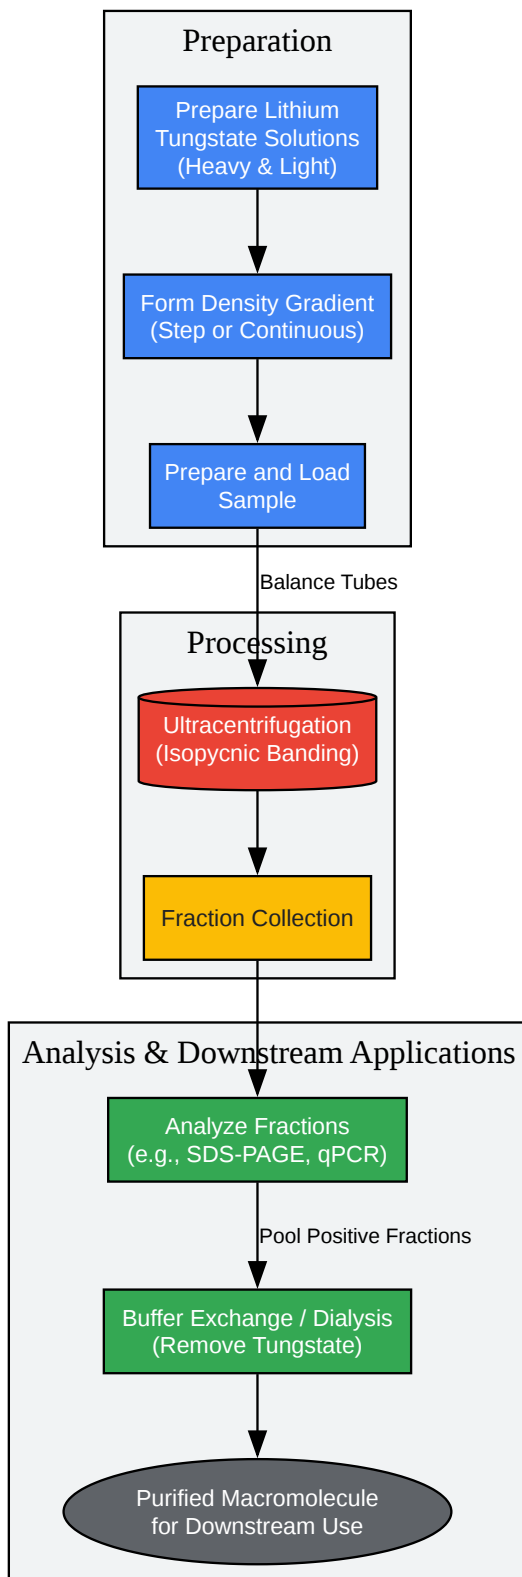 Preparation
Prepare Lithium
Tungstate Solutions
(Heavy & Light)
Form Density Gradient
(Step or Continuous)
Prepare and Load
Sample
Balance Tubes
Processing
Ultracentrifugation
(Isopycnic Banding)
Fraction Collection
Analysis & Downstream Applications
Analyze Fractions
(e.g., SDS-PAGE, qPCR)
Pool Positive Fractions
Buffer Exchange / Dialysis
(Remove Tungstate)
Purified Macromolecule
for Downstream Use